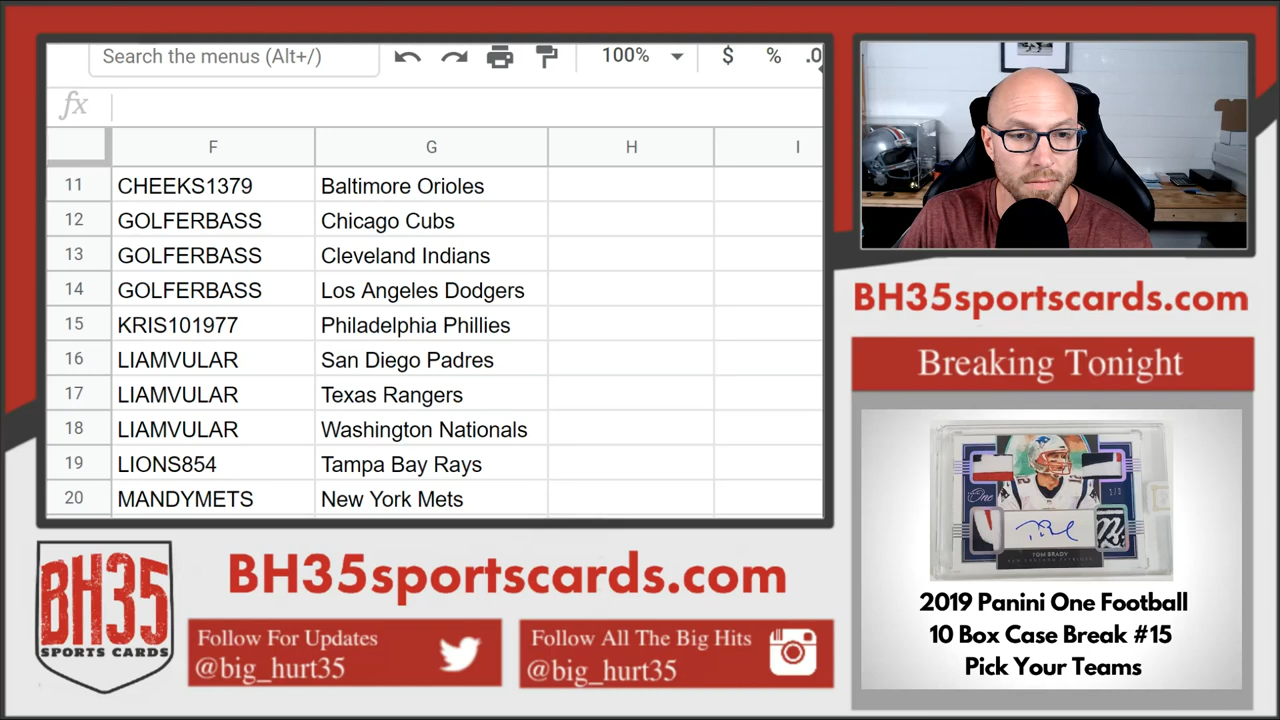 Search the menus (Alt+/)
100%
$
%
.0
fx
F
G
H
I
11 CHEEKS1379 Baltimore Orioles
12 GOLFERBASS Chicago Cubs
13 GOLFERBASS Cleveland Indians
14 GOLFERBASS Los Angeles Dodgers
15 KRIS101977 Philadelphia Phillies
16 LIAMVULAR San Diego Padres
17 LIAMVULAR Texas Rangers
18 LIAMVULAR Washington Nationals
19 LIONS854 Tampa Bay Rays
20 MANDYMETS New York Mets
BH35sportscards.com
Breaking Tonight
One
TOM BRADY
2019 Panini One Football
10 Box Case Break #15
Pick Your Teams
BH35
SPORTS CARDS
BH35sportscards.com
Follow For Updates
@big_hurt35
Follow All The Big Hits
@big_hurt35